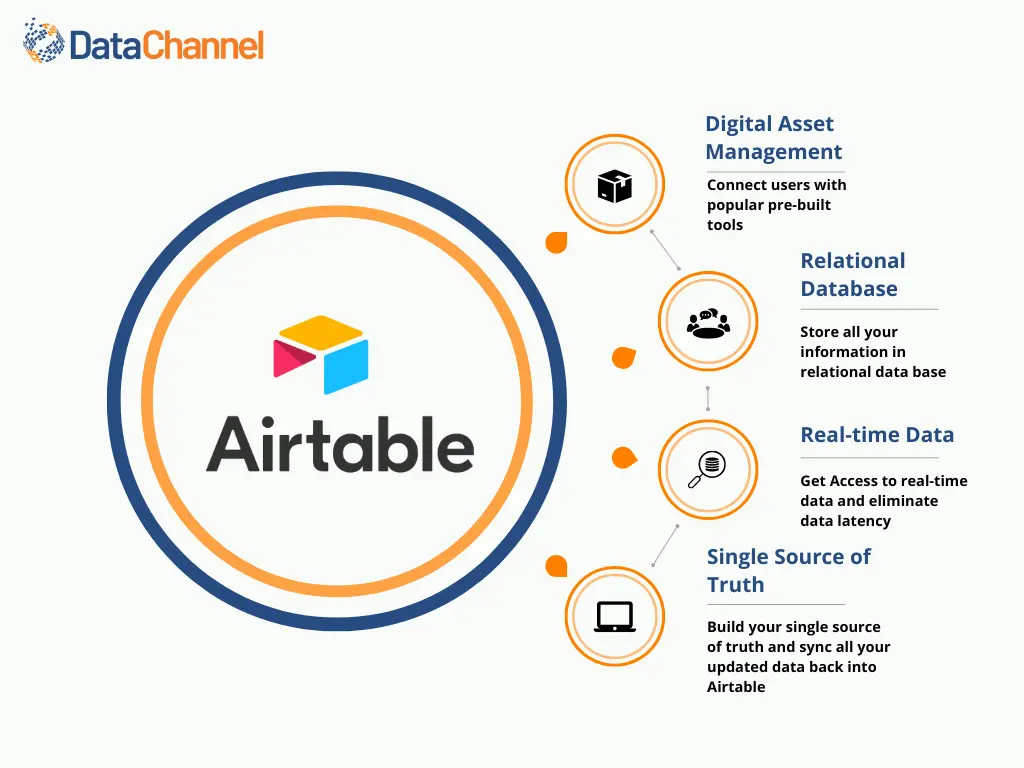 DataChannel
Airtable
Digital Asset
Management
Connect users with
popular pre-built
tools
Relational
Database
Store all your
information in
relational data base
Real-time Data
Get Access to real-time
data and eliminate
data latency
Single Source of
Truth
Build your single source
of truth and sync all your
updated data back into
Airtable